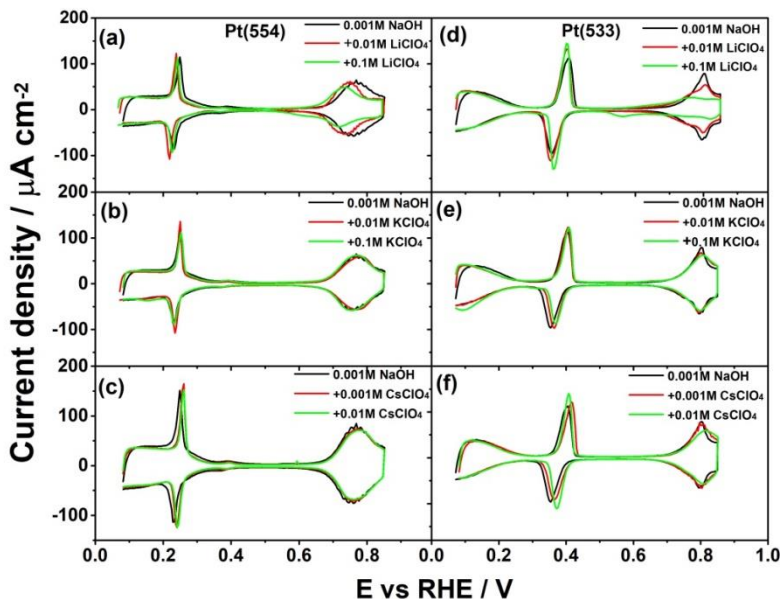 (a)
Pt(554)
0.001M NaOH
+0.01M LiClO4
+0.1M LiClO4
(d)
Pt(533)
0.001M NaOH
+0.01M LiClO4
+0.1M LiClO4
200
100
0
-100
200
(b)
0.001M NaOH
+0.01M KClO4
+0.1M KClO4
(e)
0.001M NaOH
+0.01M KClO4
+0.1M KClO4
100
0
-100
200
(c)
0.001M NaOH
+0.001M CsClO4
+0.01M CsClO4
(f)
0.001M NaOH
+0.001M CsClO4
+0.01M CsClO4
100
0
-100
0.0 0.2 0.4 0.6 0.8 0.0 0.2 0.4 0.6 0.8 1.0
Current density / μA cm-2
E vs RHE / V